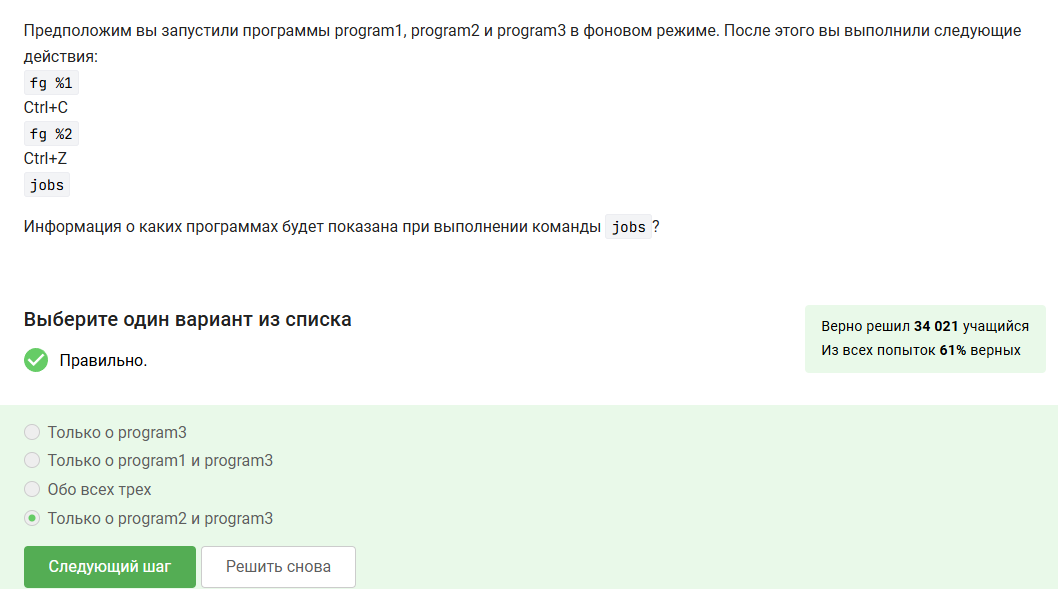 Предположим вы запустили программы program1, program2 и program3 в фоновом режиме. После этого вы выполнили следующие
действия:
fg %1
Ctrl+C
fg %2
Ctrl+Z
jobs
Информация о каких программах будет показана при выполнении команды jobs?
Выберите один вариант из списка
Правильно.
Верно решил 34 021 учащийся
Из всех попыток 61% верных
Только о program3
Только о program1 и program3
Обо всех трех
Только о program2 и program3
Следующий шаг
Решить снова